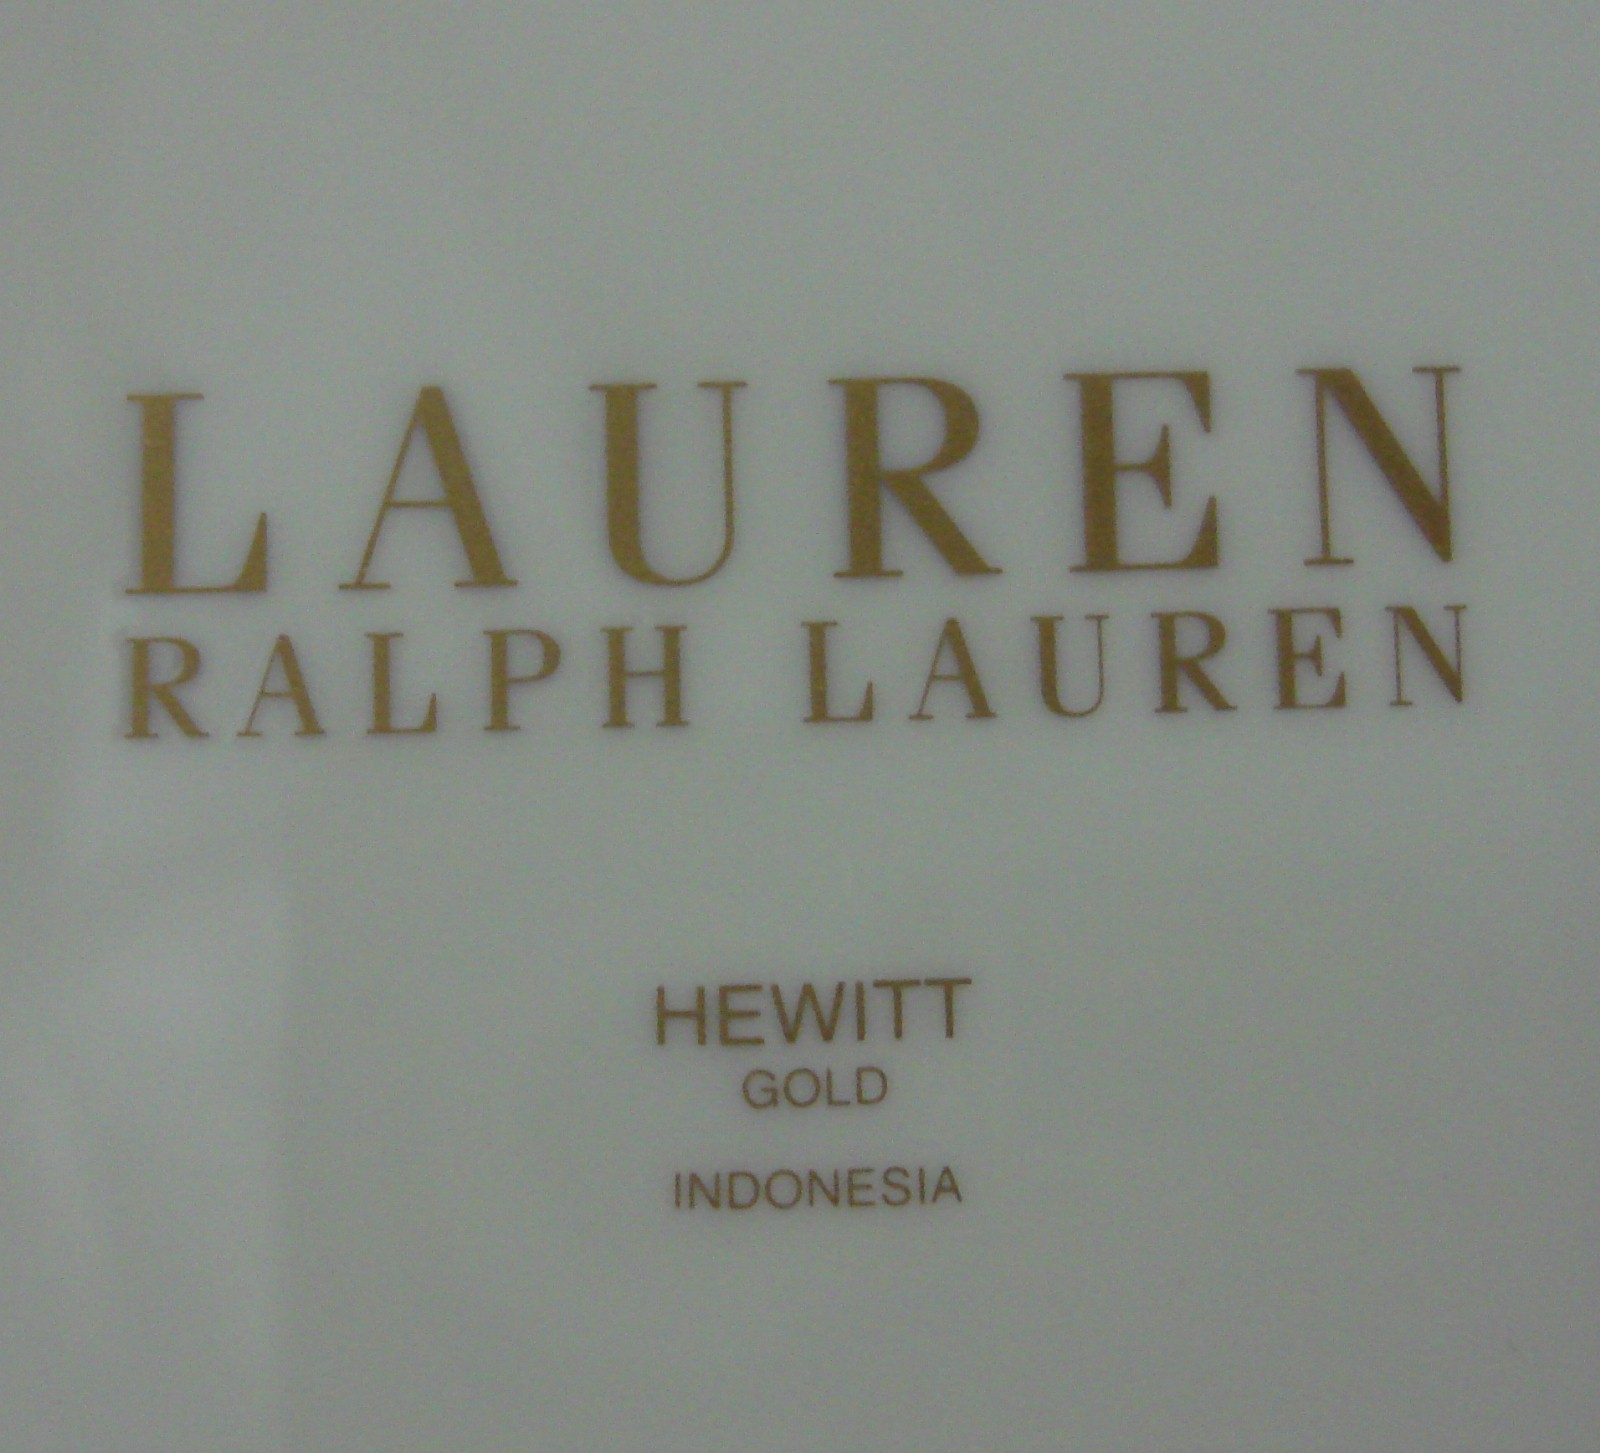 LAUREN
RALPH LAUREN
HEWITT
GOLD
INDONESIA